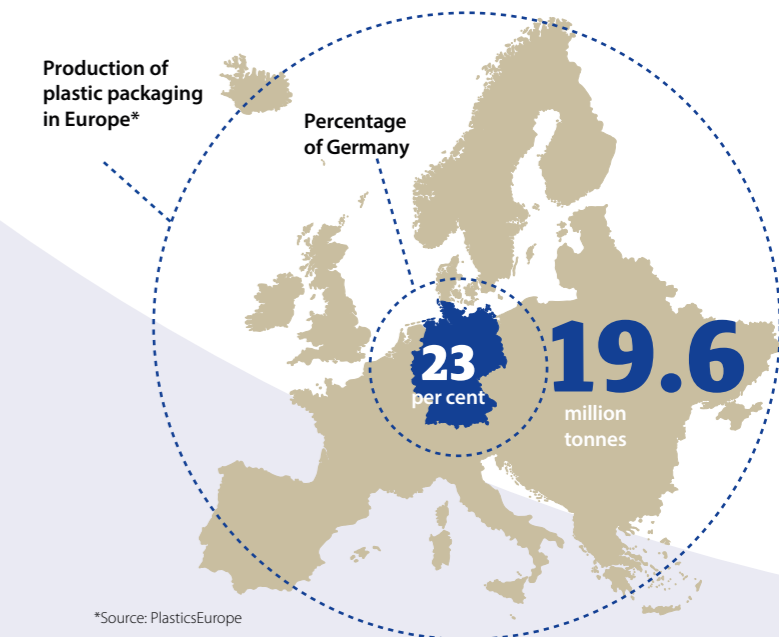 Production of
plastic packaging
in Europe*
Percentage
of Germany
23
per cent
19.6
million
tonnes
*Source: PlasticsEurope